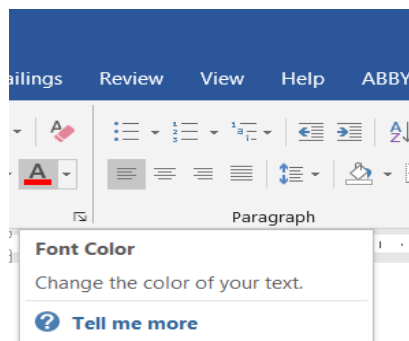 ailings Review View Help ABBY
Paragraph
Font Color
Change the color of your text.
Tell me more